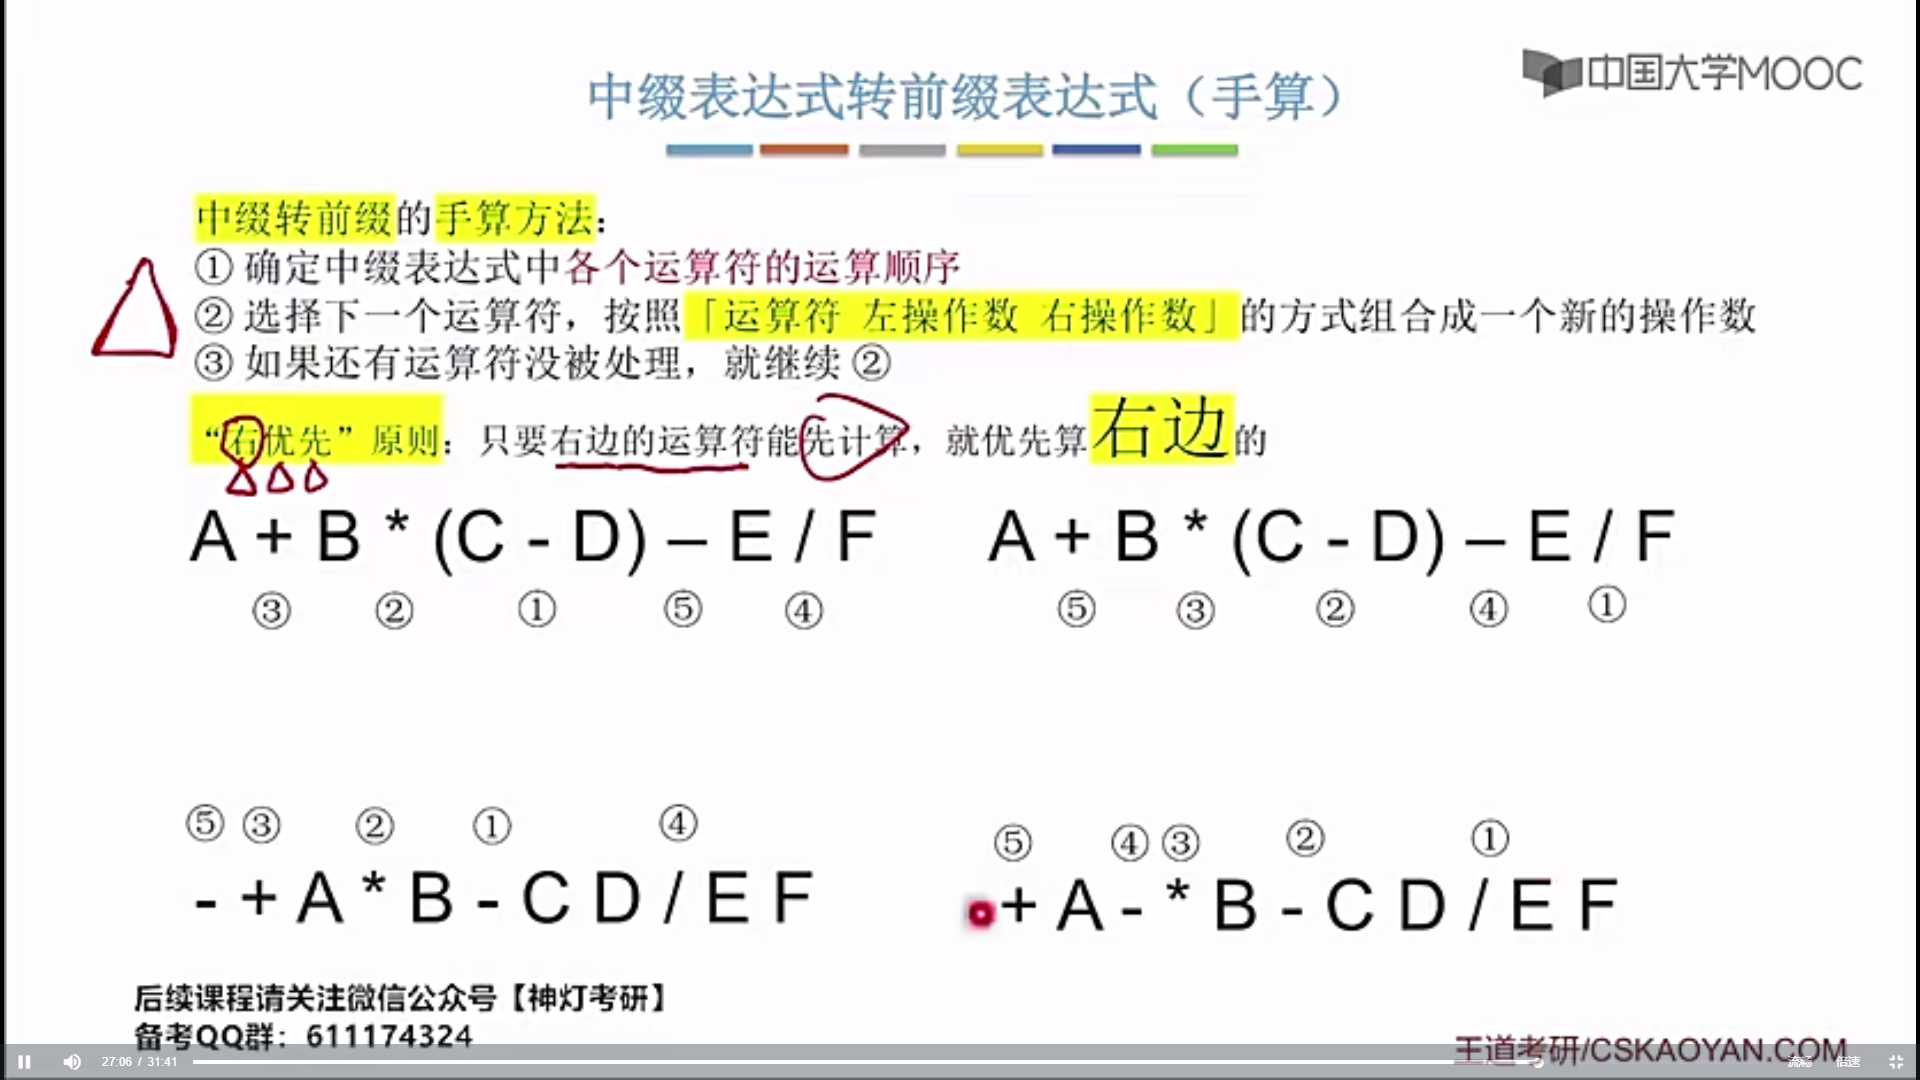 中国大学MOOC
中缀表达式转前缀表达式（手算）
中缀转前缀的手算方法：
① 确定中缀表达式中各个运算符的运算顺序
② 选择下一个运算符，按照「运算符 左操作数 右操作数」的方式组合成一个新的操作数
③ 如果还有运算符没被处理，就继续 ②
“右优先”原则：只要右边的运算符能先计算，就优先算右边的
A + B * (C - D) – E / F
③ ② ① ⑤ ④
A + B * (C - D) – E / F
⑤ ③ ② ④ ①
⑤ ③ ② ① ④
- + A * B - C D / E F
⑤ ④ ③ ② ①
+ A - * B - C D / E F
后续课程请关注微信公众号【神灯考研】
备考QQ群：611174324
王道考研/CSKAOYAN.COM
27:06 / 31:41
流畅 倍速